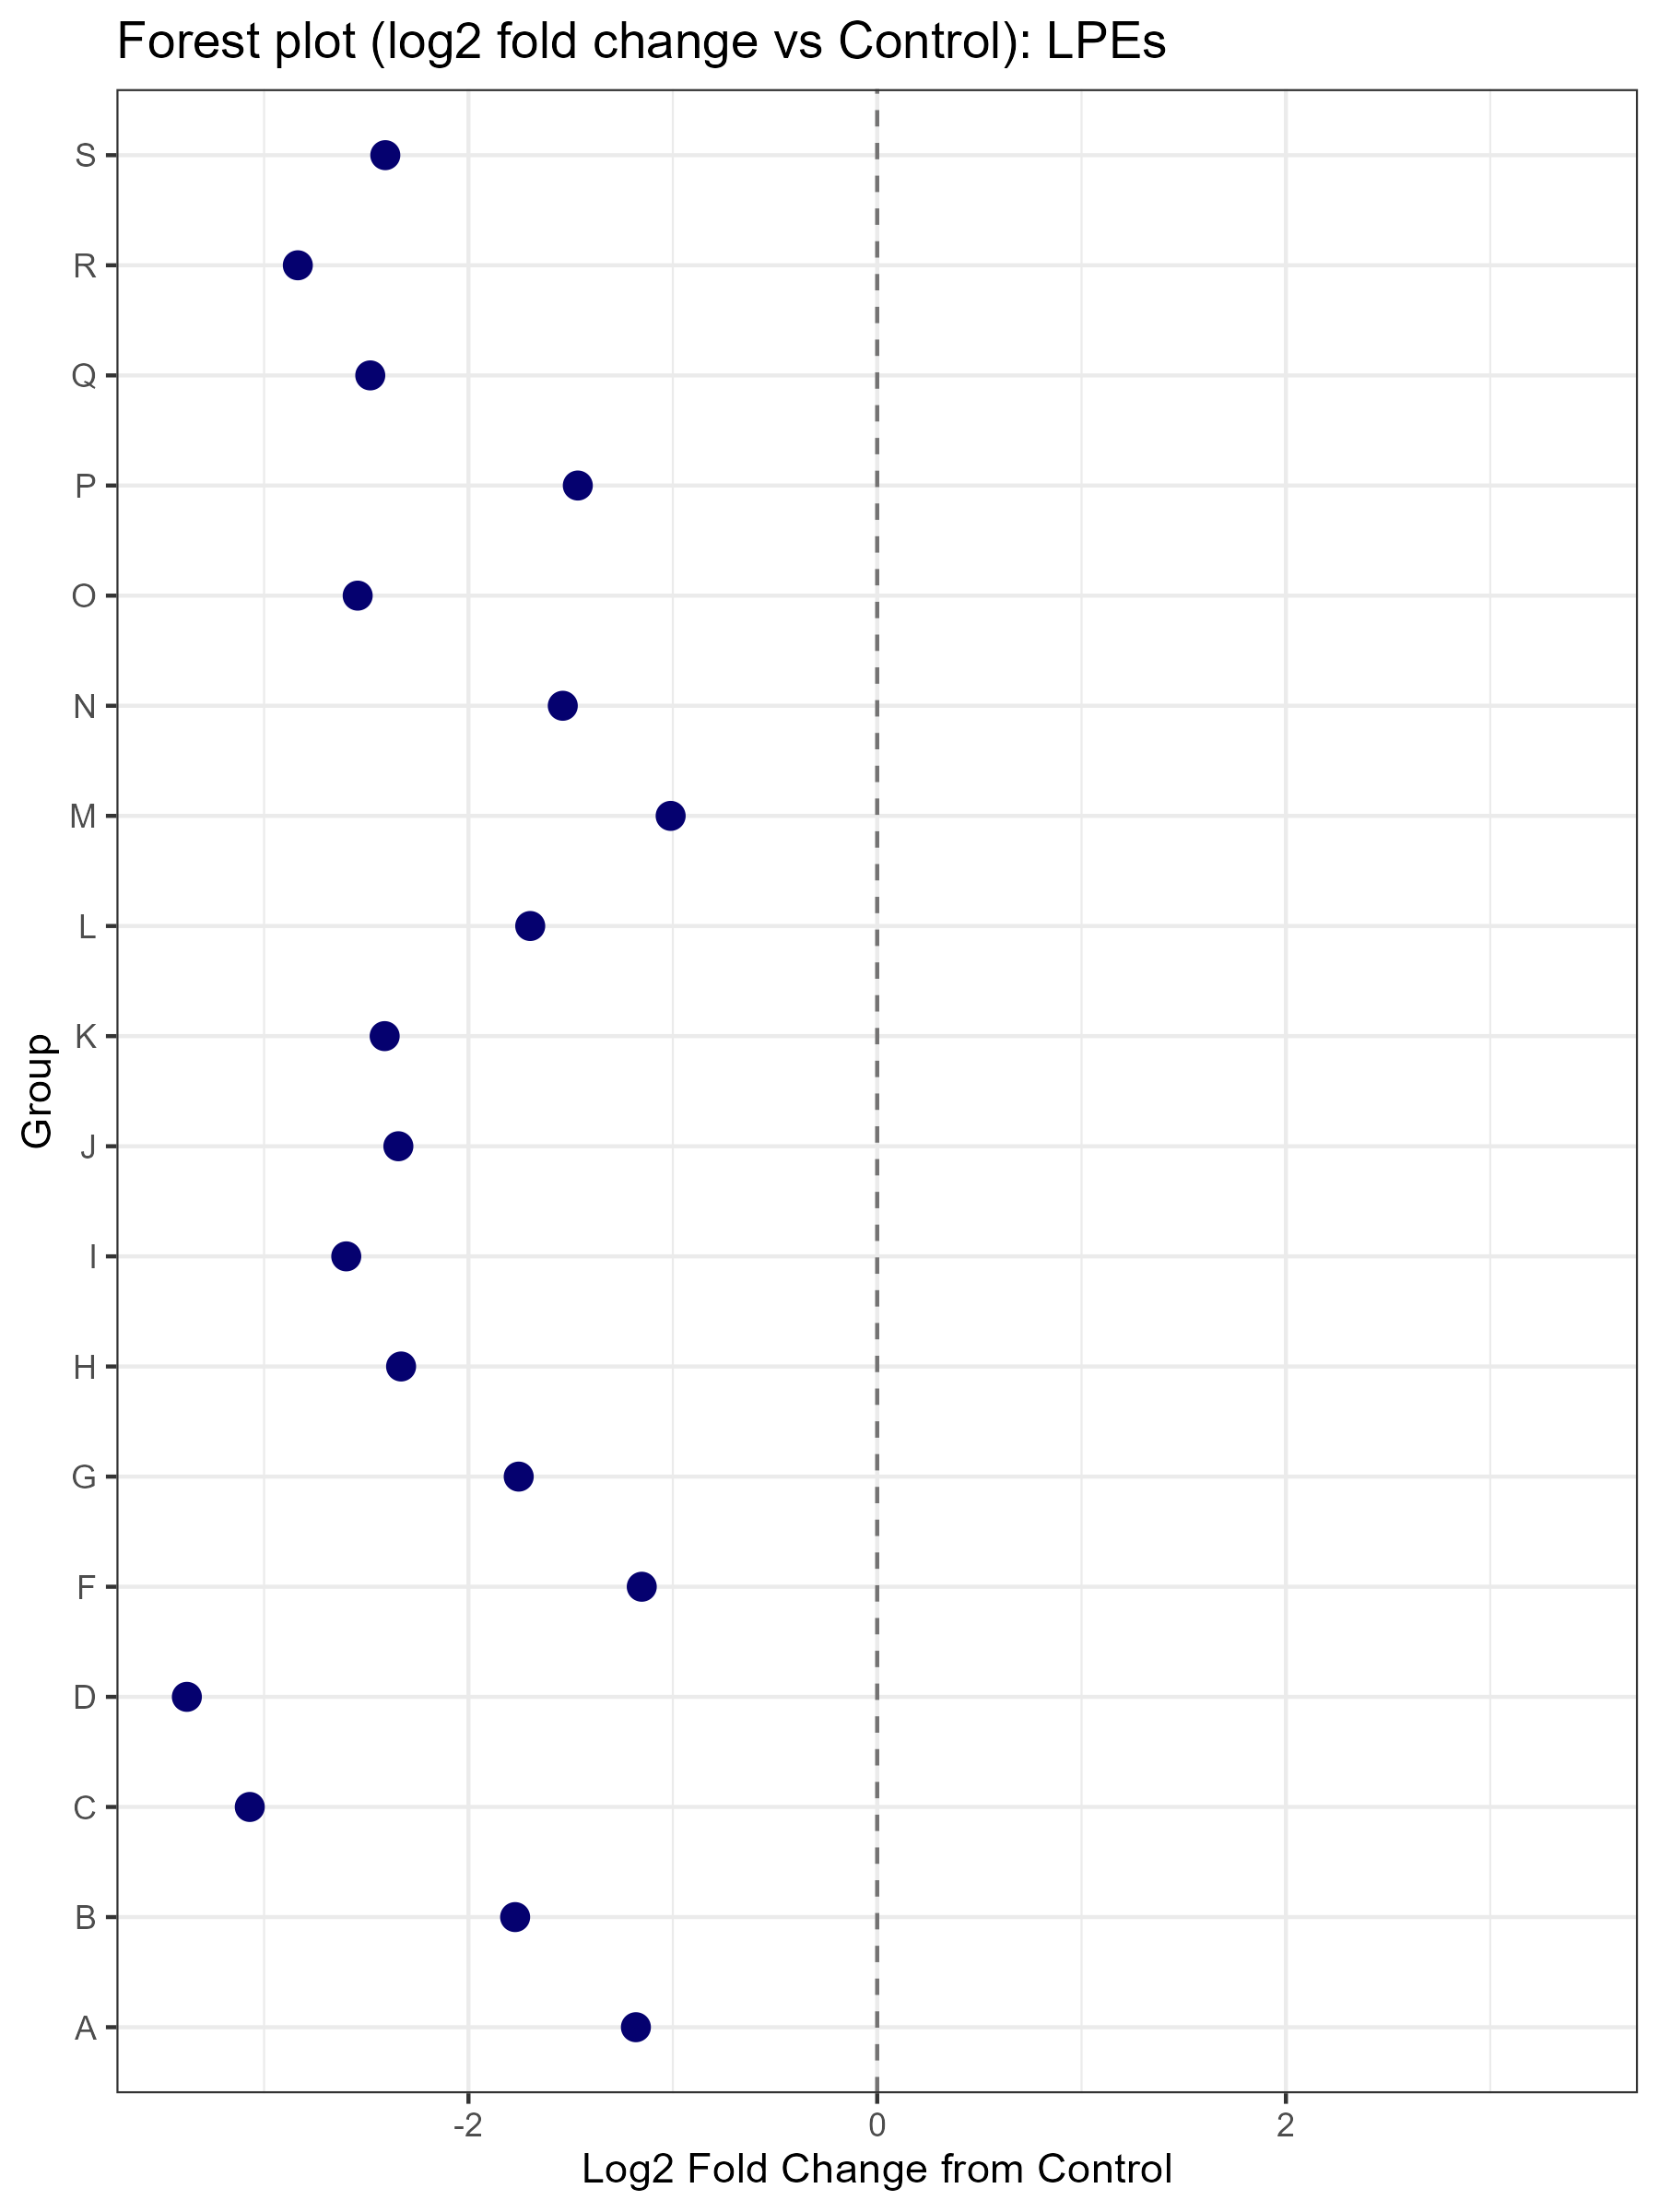 Forest plot (log2 fold change vs Control): LPEs
S
R
Q
P
O
N
M
L
K
J
I
H
G
F
D
C
B
A
Group
-2
0
2
Log2 Fold Change from Control